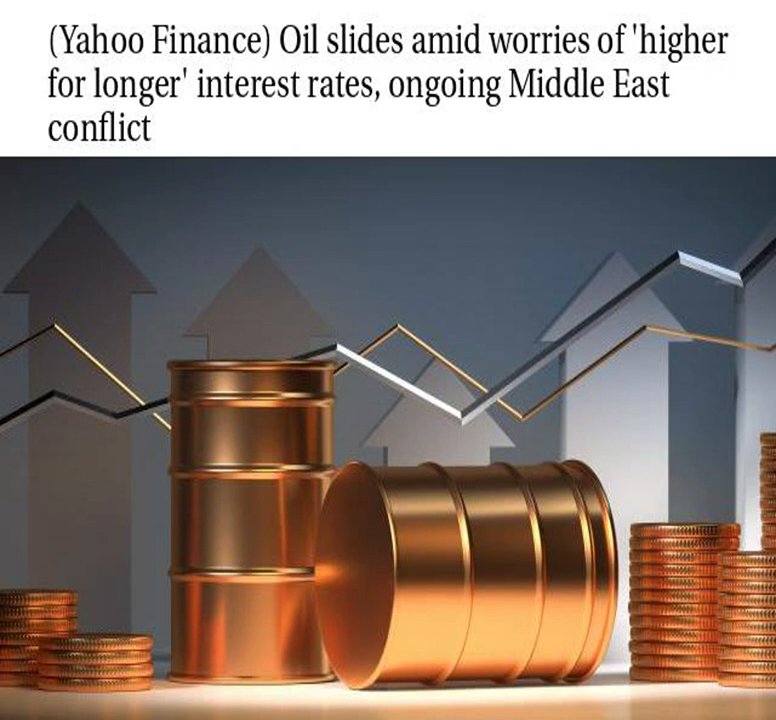 (Yahoo Finance) Oil slides amid worries of 'higher
for longer' interest rates, ongoing Middle East
conflict